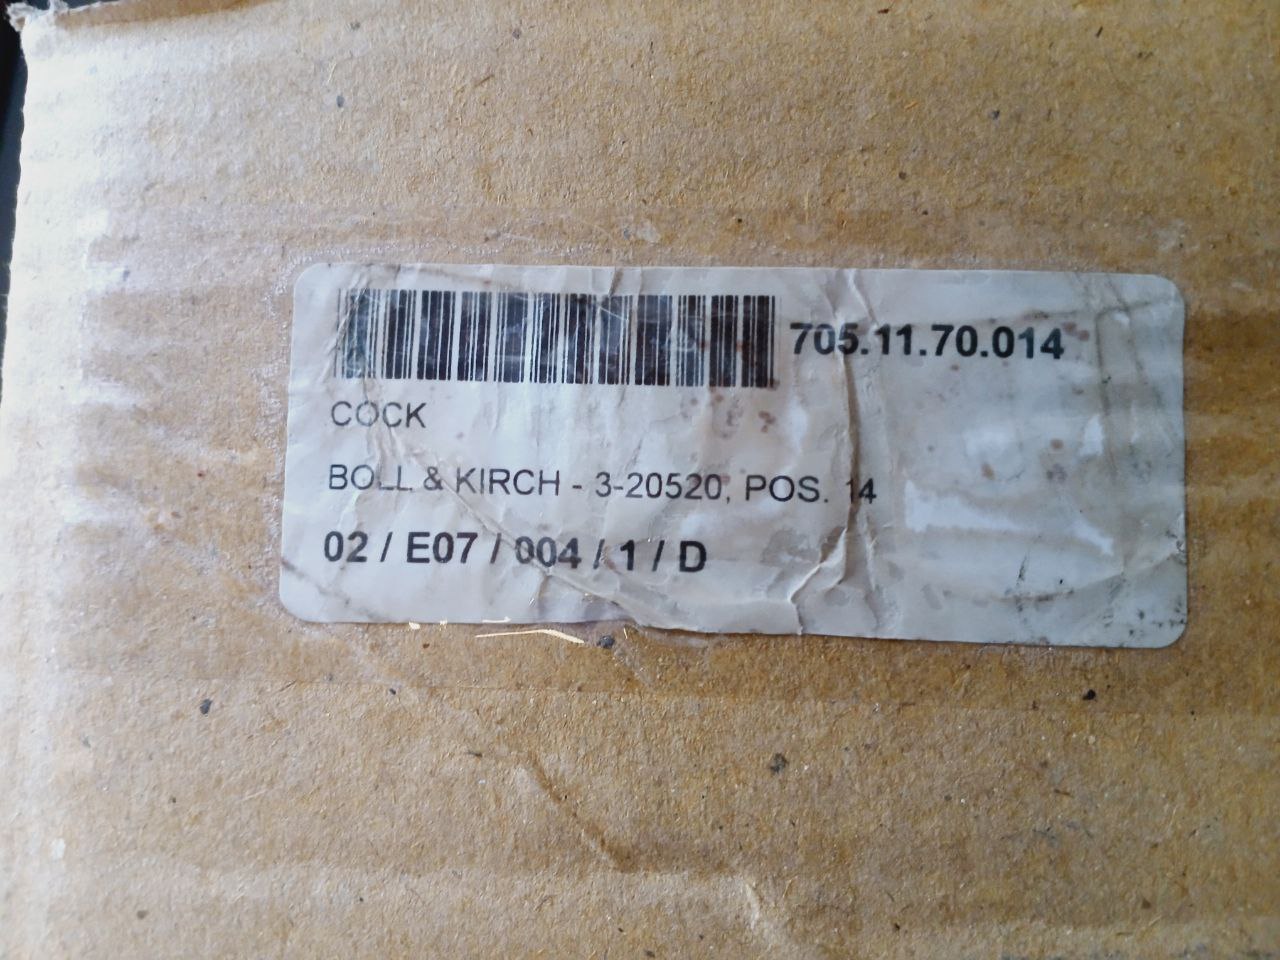 705.11.70.014
COCK
BOLL & KIRCH - 3-20520, POS. 14
02 / E07 / 004 / 1 / D